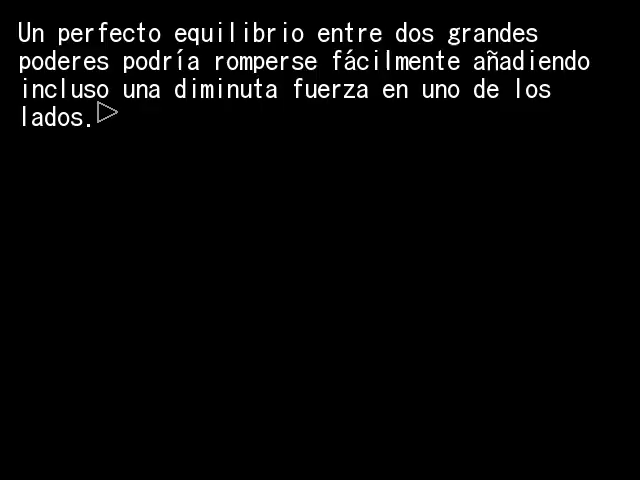 Un perfecto equilibrio entre dos grandes
poderes podría romperse fácilmente añadiendo
incluso una diminuta fuerza en uno de los
lados.